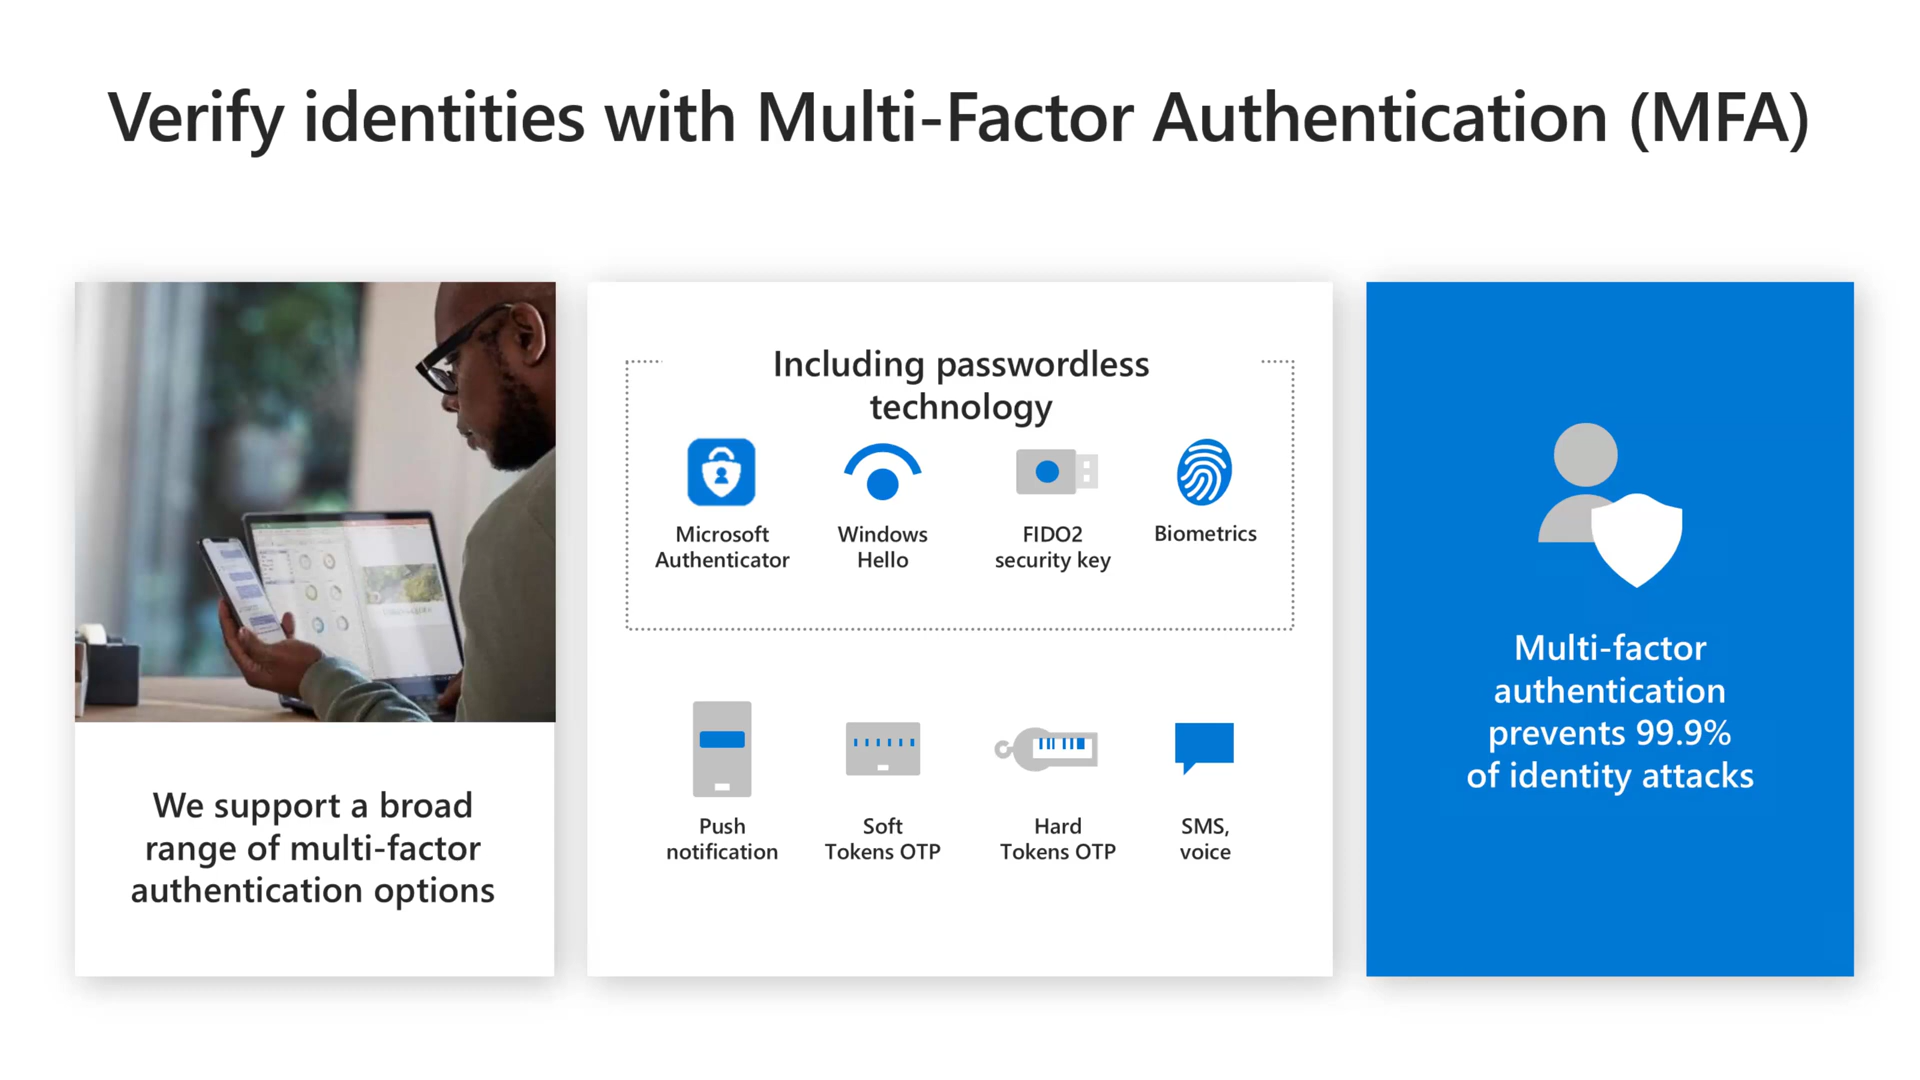 Verify identities with Multi-Factor Authentication (MFA)
We support a broad
range of multi-factor
authentication options
Including passwordless
technology
Microsoft
Authenticator
Windows
Hello
FIDO2
security key
Biometrics
Push
notification
Soft
Tokens OTP
Hard
Tokens OTP
SMS,
voice
Multi-factor
authentication
prevents 99.9%
of identity attacks